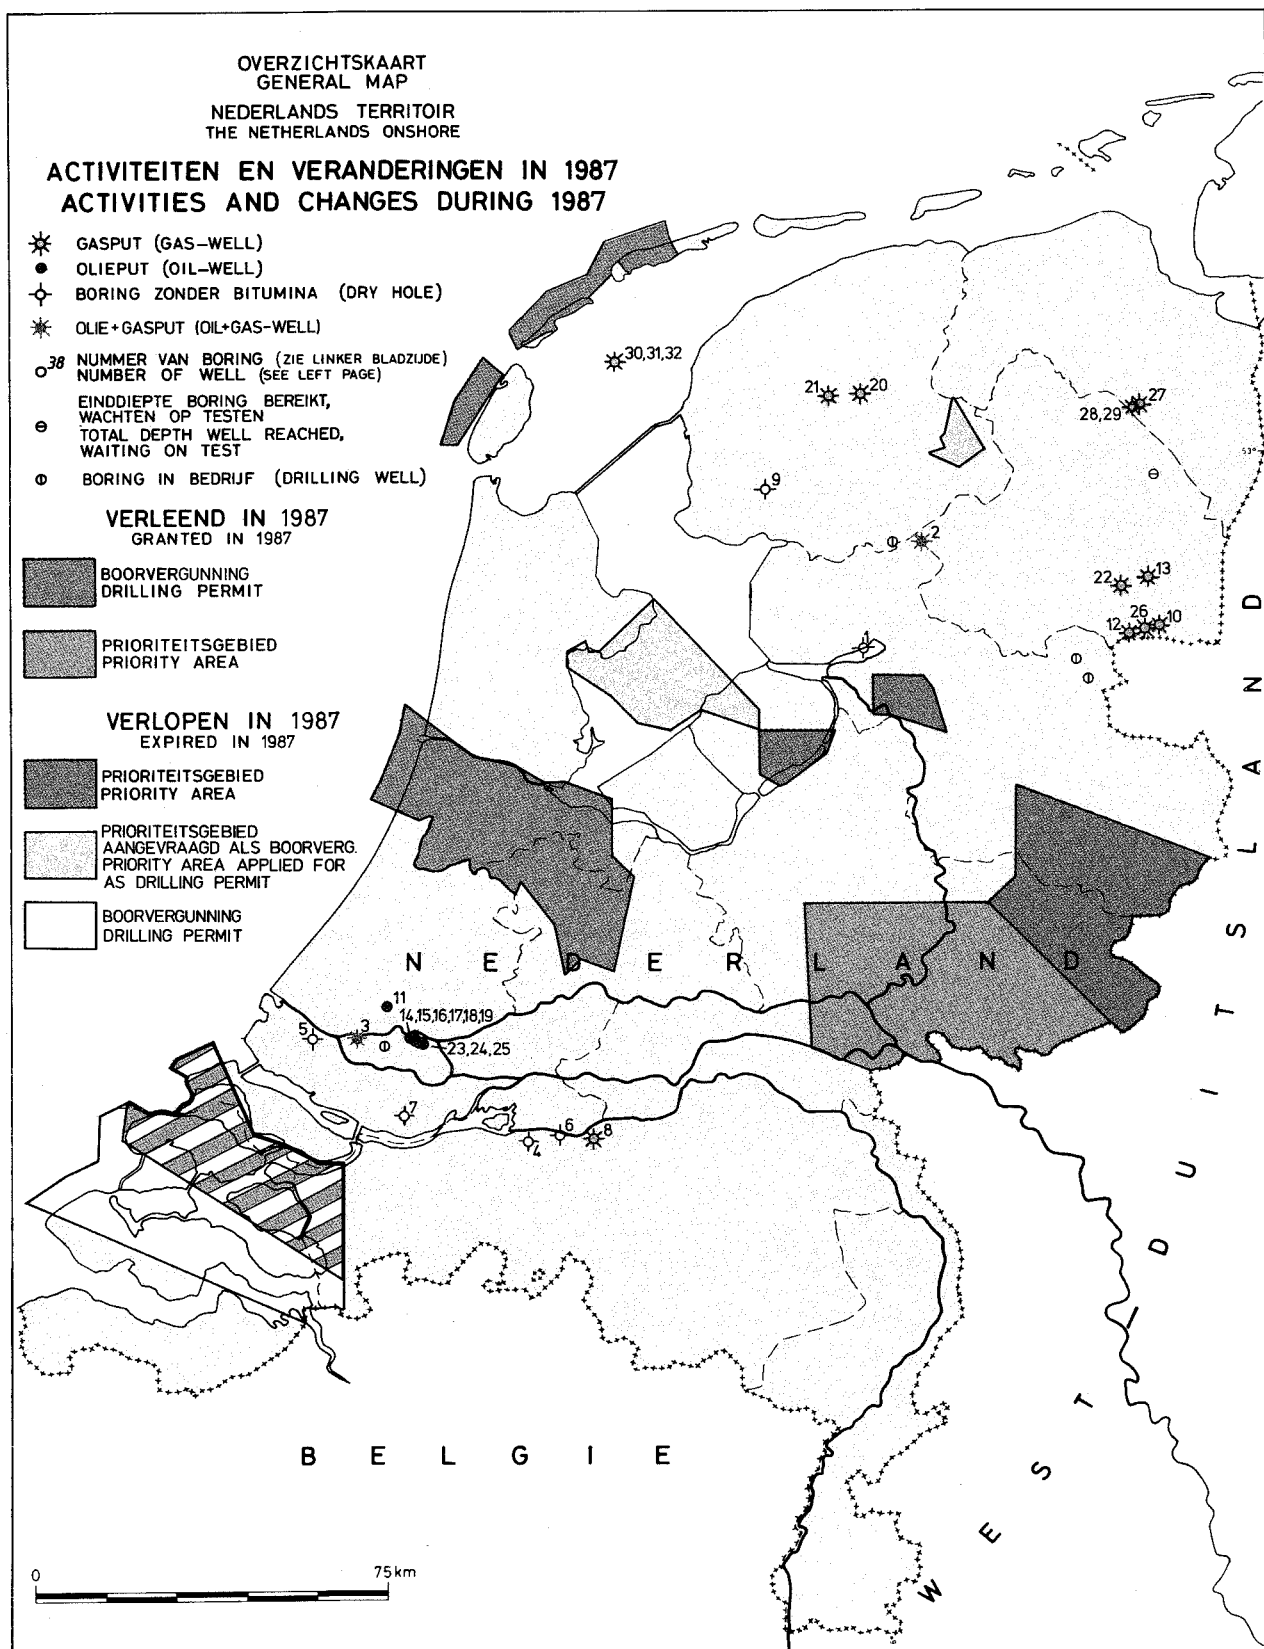 OVERZICHTSKAART
GENERAL MAP
NEDERLANDS TERRITOIR
THE NETHERLANDS ONSHORE
ACTIVITEITEN EN VERANDERINGEN IN 1987
ACTIVITIES AND CHANGES DURING 1987
GASPUT (GAS-WELL)
OLIEPUT (OIL-WELL)
BORING ZONDER BITUMINA (DRY HOLE)
OLIE+GASPUT (OIL+GAS-WELL)
38 NUMMER VAN BORING (ZIE LINKER BLADZIJDE)
NUMBER OF WELL (SEE LEFT PAGE)
EINDDIEPTE BORING BEREIKT,
WACHTEN OP TESTEN
TOTAL DEPTH WELL REACHED,
WAITING ON TEST
BORING IN BEDRIJF (DRILLING WELL)
VERLEEND IN 1987
GRANTED IN 1987
BOORVERGUNNING
DRILLING PERMIT
PRIORITEITSGEBIED
PRIORITY AREA
VERLOPEN IN 1987
EXPIRED IN 1987
PRIORITEITSGEBIED
PRIORITY AREA
PRIORITEITSGEBIED
AANGEVRAAGD ALS BOORVERG.
PRIORITY AREA APPLIED FOR
AS DRILLING PERMIT
BOORVERGUNNING
DRILLING PERMIT
30,31,32
21
20
27
28,29
53°
9
2
13
22
26
10
12
1
NEDERLAND
11
14,15,16,17,18,19
5
3
23,24,25
7
6
8
4
BELGIE
WEST DUITSLAND
0 75 km